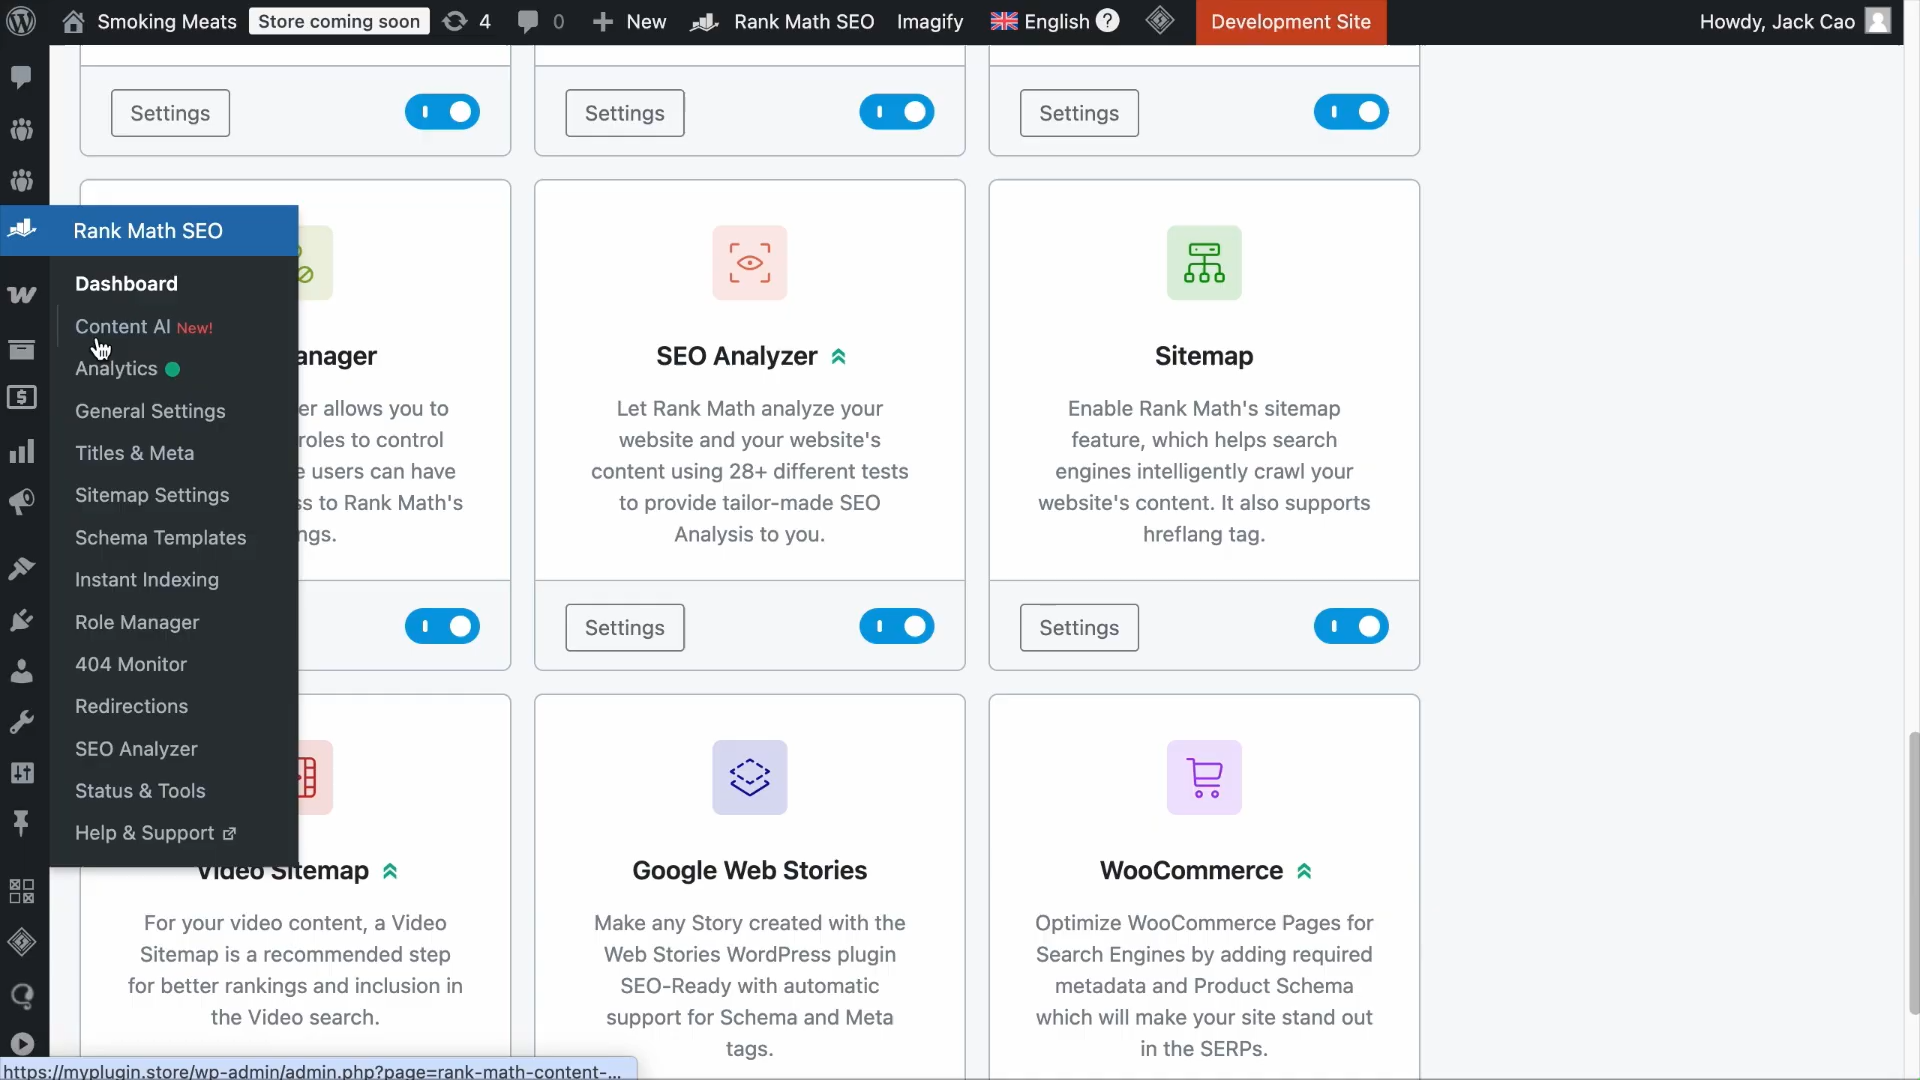 Smoking Meats
Store coming soon
4
0
New
Rank Math SEO
Imagify
English
?
Development Site
Howdy, Jack Cao
Settings
Settings
Settings
Rank Math SEO
Dashboard
Content AI New!
Analytics
General Settings
Titles & Meta
Sitemap Settings
Schema Templates
Instant Indexing
Role Manager
404 Monitor
Redirections
SEO Analyzer
Status & Tools
Help & Support
anager
er allows you to
roles to control
e users can have
ss to Rank Math's
ngs.
SEO Analyzer
Let Rank Math analyze your
website and your website's
content using 28+ different tests
to provide tailor-made SEO
Analysis to you.
Settings
Sitemap
Enable Rank Math's sitemap
feature, which helps search
engines intelligently crawl your
website's content. It also supports
hreflang tag.
Settings
Video Sitemap
For your video content, a Video
Sitemap is a recommended step
for better rankings and inclusion in
the Video search.
Google Web Stories
Make any Story created with the
Web Stories WordPress plugin
SEO-Ready with automatic
support for Schema and Meta
tags.
WooCommerce
Optimize WooCommerce Pages for
Search Engines by adding required
metadata and Product Schema
which will make your site stand out
in the SERPs.
https://myplugin.store/wp-admin/admin.php?page=rank-math-content-...